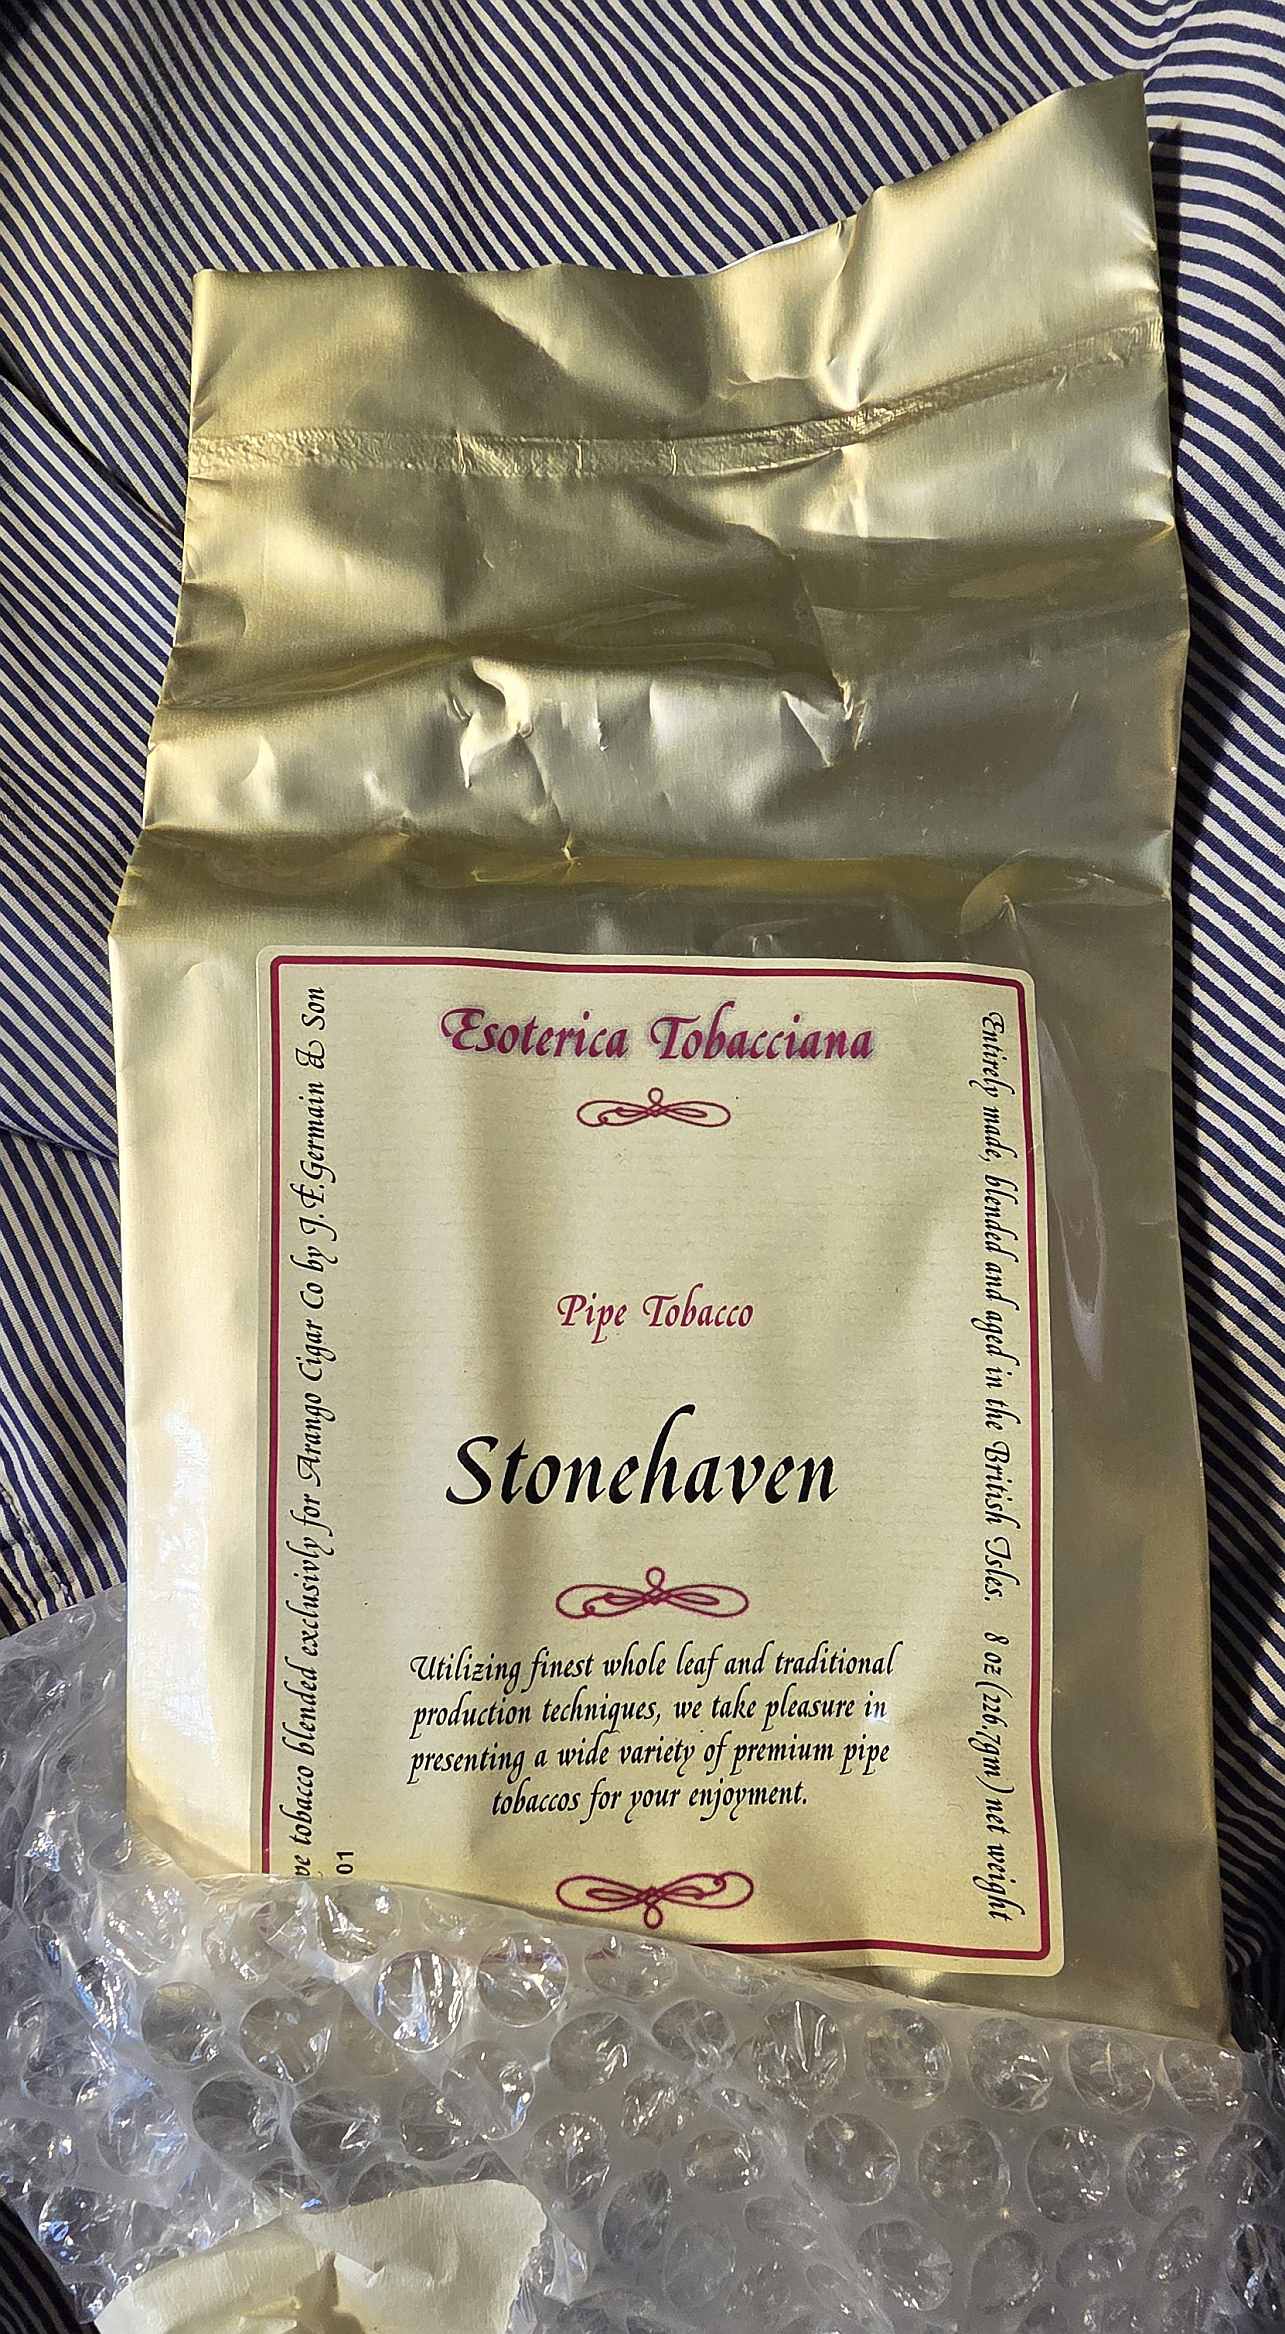 Esoterica Tobacciana
Pipe Tobacco
Stonehaven
Utilizing finest whole leaf and traditional
production techniques, we take pleasure in
presenting a wide variety of premium pipe
tobaccos for your enjoyment.
tobacco blended exclusivly for Arango Cigar Co by J.F.Germain & Son
01
Entirely made, blended and aged in the British Isles. 8 oz (226.7gm) net weight